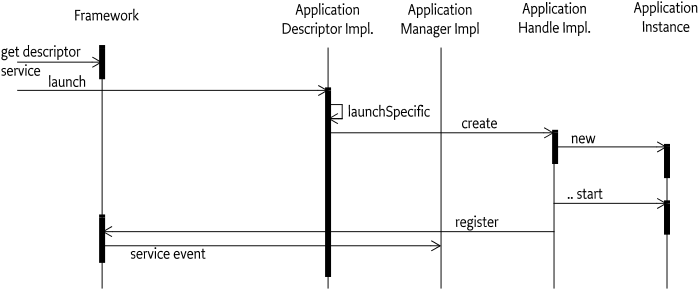 Framework
Application
Descriptor Impl.
Application
Manager Impl
Application
Handle Impl.
Application
Instance
get descriptor
service
launch
launchSpecific
create
new
.. start
register
service event